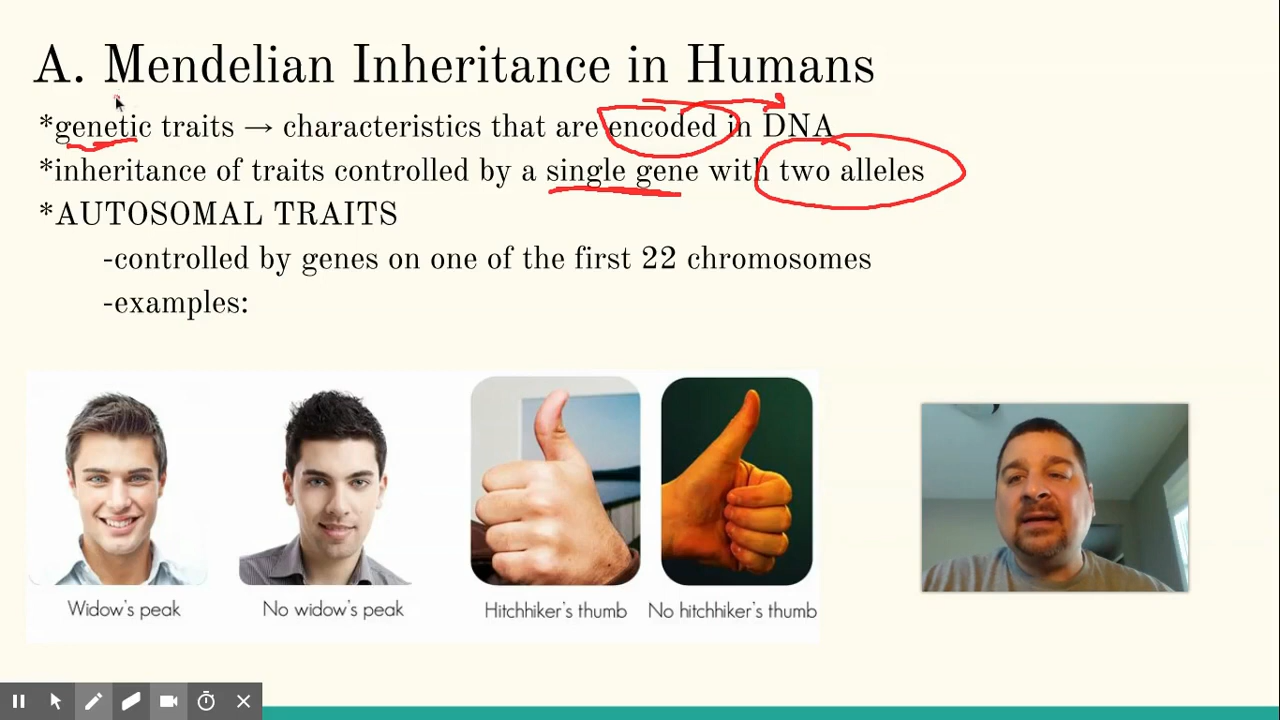 A. Mendelian Inheritance in Humans
*genetic traits → characteristics that are encoded in DNA
*inheritance of traits controlled by a single gene with two alleles
*AUTOSOMAL TRAITS
-controlled by genes on one of the first 22 chromosomes
-examples:
Widow's peak No widow's peak Hitchhiker's thumb No hitchhiker's thumb